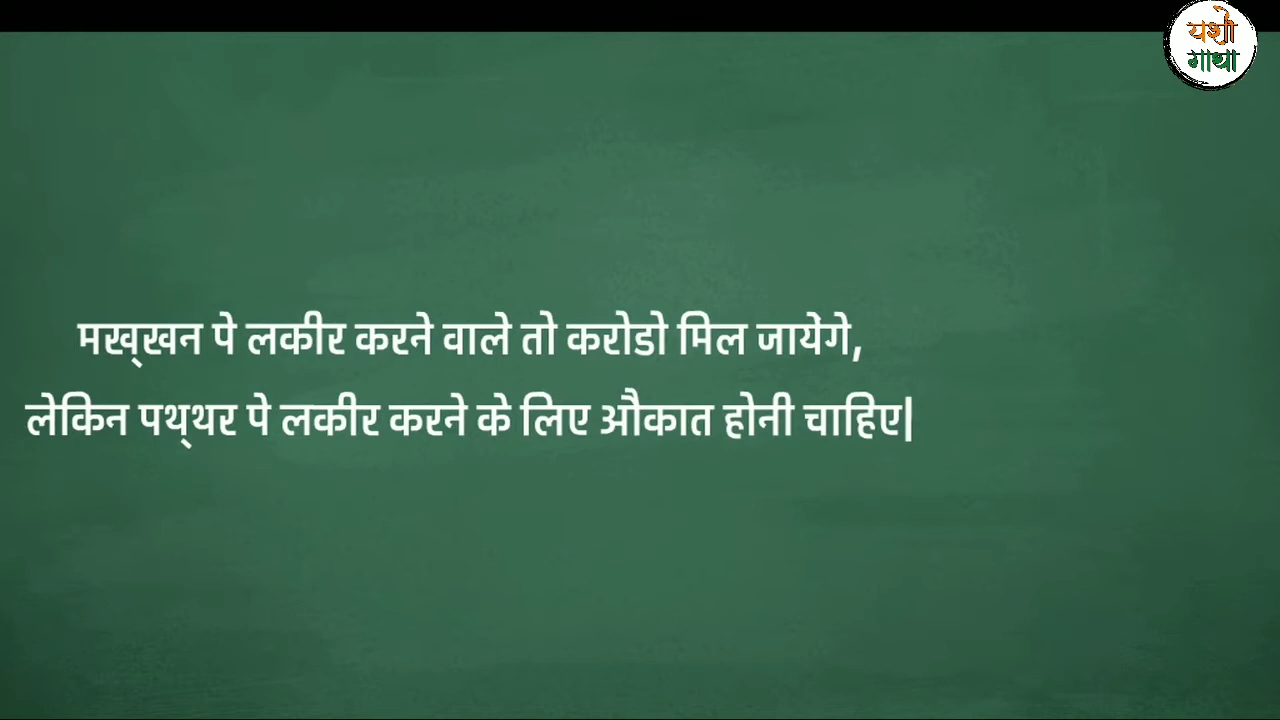 यशो
गाथा
मख्‌खन पे लकीर करने वाले तो करोडो मिल जायेगे,
लेकिन पथ्‌थर पे लकीर करने के लिए औकात होनी चाहिए|